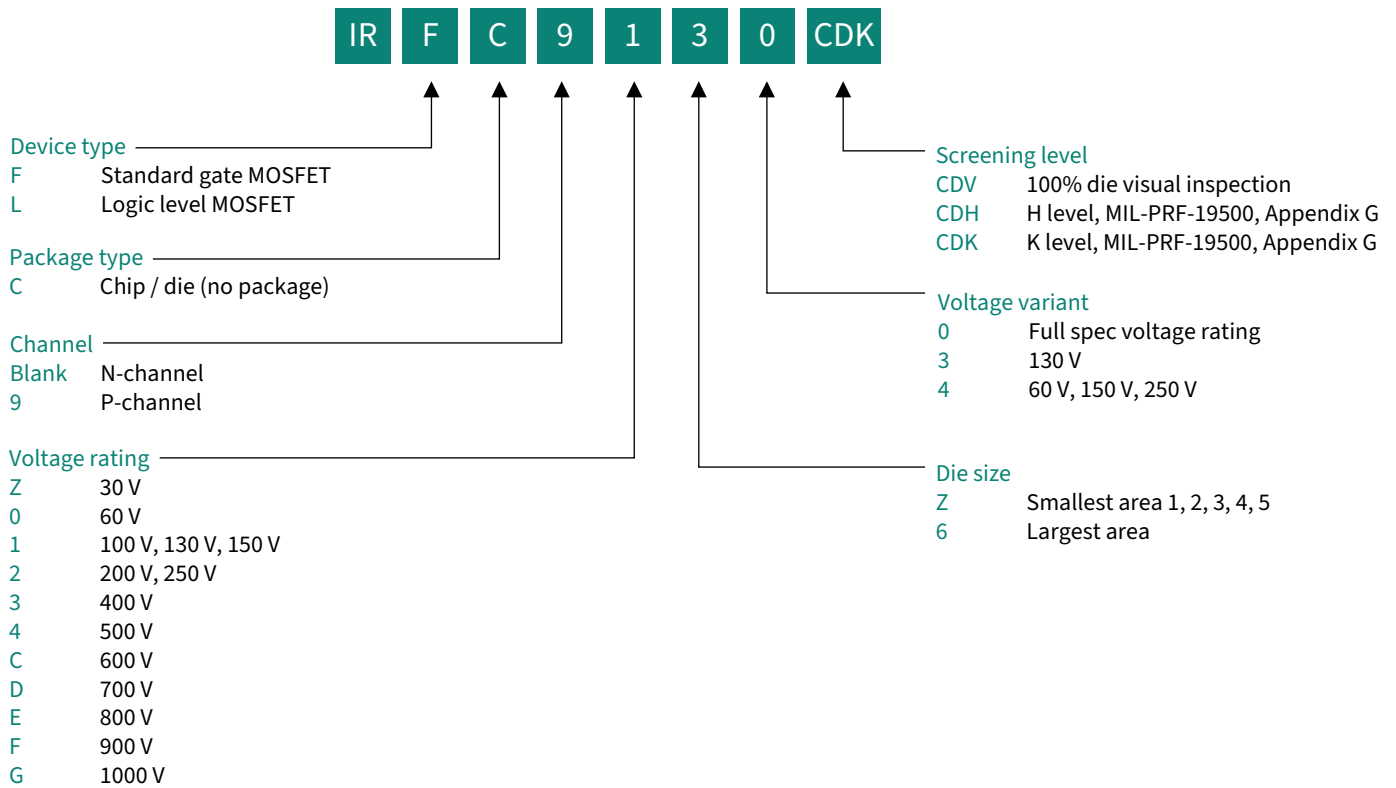 IR F C 9 1 3 0 CDK
Device type
F Standard gate MOSFET
L Logic level MOSFET
Package type
C Chip / die (no package)
Channel
Blank N-channel
9 P-channel
Voltage rating
Z 30 V
0 60 V
1 100 V, 130 V, 150 V
2 200 V, 250 V
3 400 V
4 500 V
C 600 V
D 700 V
E 800 V
F 900 V
G 1000 V
Screening level
CDV 100% die visual inspection
CDH H level, MIL-PRF-19500, Appendix G
CDK K level, MIL-PRF-19500, Appendix G
Voltage variant
0 Full spec voltage rating
3 130 V
4 60 V, 150 V, 250 V
Die size
Z Smallest area 1, 2, 3, 4, 5
6 Largest area